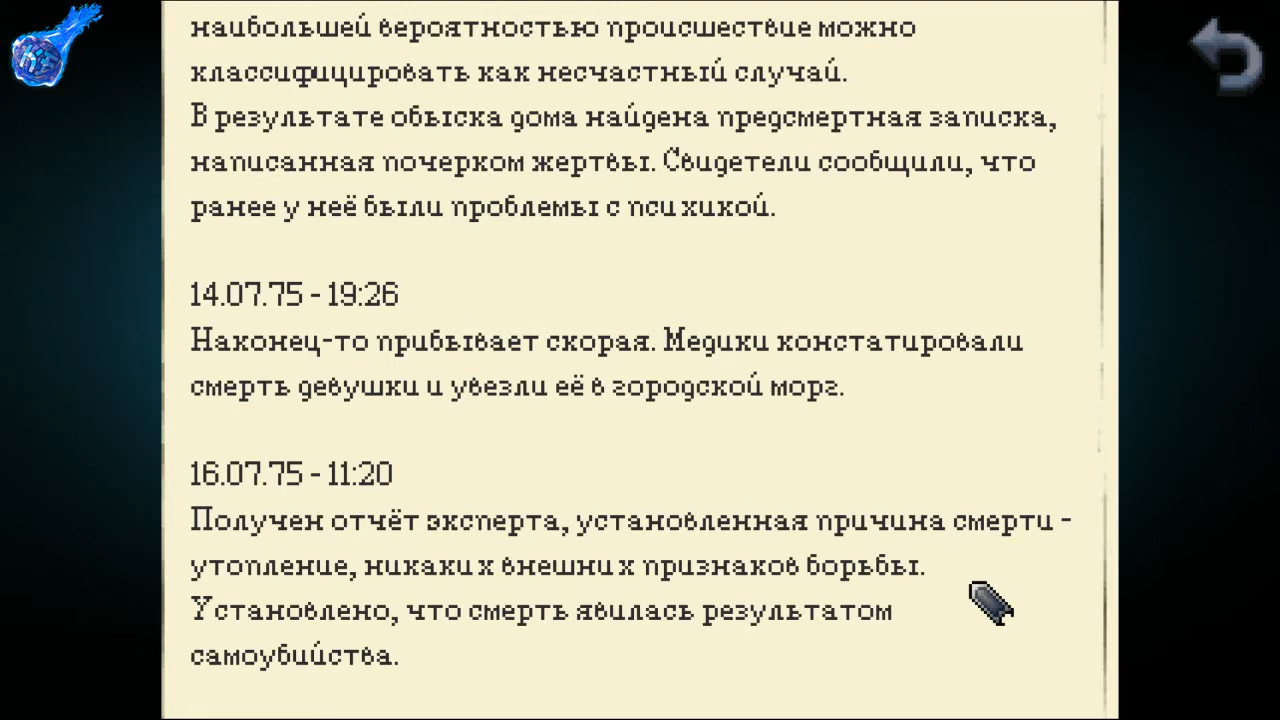 наибольшей вероятностью происшествие можно
классифицировать как несчастный случай.
В результате обыска дома найдена предсмертная записка,
написанная почерком жертвы. Свидетели сообщили, что
ранее у неё были проблемы с психикой.
14.07.75 - 19:26
Наконец-то прибывает скорая. Медики констатировали
смерть девушки и увезли её в городской морг.
16.07.75 - 11:20
Получен отчёт эксперта, установленная причина смерти -
утопление, никаких внешних признаков борьбы.
Установлено, что смерть явилась результатом
самоубийства.